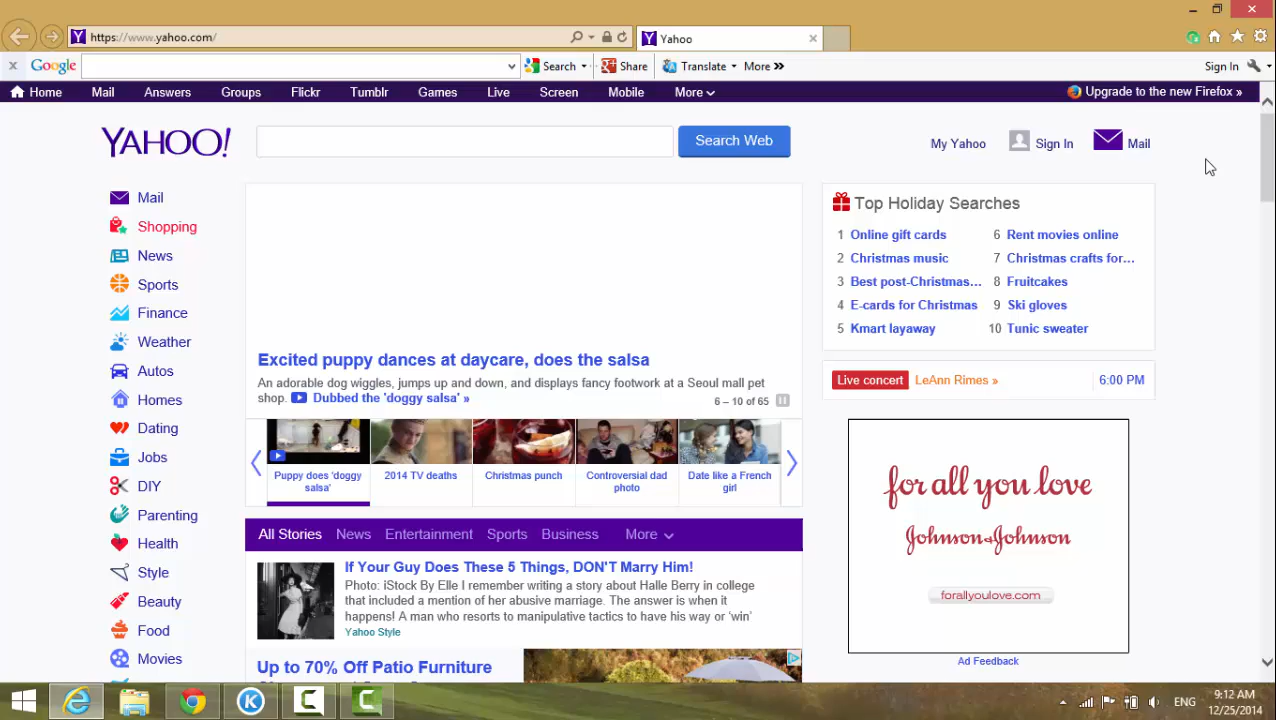 https://www.yahoo.com/
Yahoo
Google
Search
Share
Translate
More »
Sign In
Home
Mail
Answers
Groups
Flickr
Tumblr
Games
Live
Screen
Mobile
More
Upgrade to the new Firefox »
YAHOO!
Search Web
My Yahoo
Sign In
Mail
Mail
Shopping
News
Sports
Finance
Weather
Autos
Homes
Dating
Jobs
DIY
Parenting
Health
Style
Beauty
Food
Movies
Excited puppy dances at daycare, does the salsa
An adorable dog wiggles, jumps up and down, and displays fancy footwork at a Seoul mall pet
shop. Dubbed the 'doggy salsa' »
6 – 10 of 65
Puppy does 'doggy
salsa'
2014 TV deaths
Christmas punch
Controversial dad
photo
Date like a French
girl
All Stories
News
Entertainment
Sports
Business
More
If Your Guy Does These 5 Things, DON'T Marry Him!
Photo: iStock By Elle I remember writing a story about Halle Berry in college
that included a mention of her abusive marriage. The answer is when it
happens! A man who resorts to manipulative tactics to have his way or 'win'
Yahoo Style
Up to 70% Off Patio Furniture
Top Holiday Searches
1 Online gift cards
2 Christmas music
3 Best post-Christmas...
4 E-cards for Christmas
5 Kmart layaway
6 Rent movies online
7 Christmas crafts for...
8 Fruitcakes
9 Ski gloves
10 Tunic sweater
Live concert
LeAnn Rimes »
6:00 PM
for all you love
Johnson & Johnson
forallyoulove.com
Ad Feedback
ENG
9:12 AM
12/25/2014